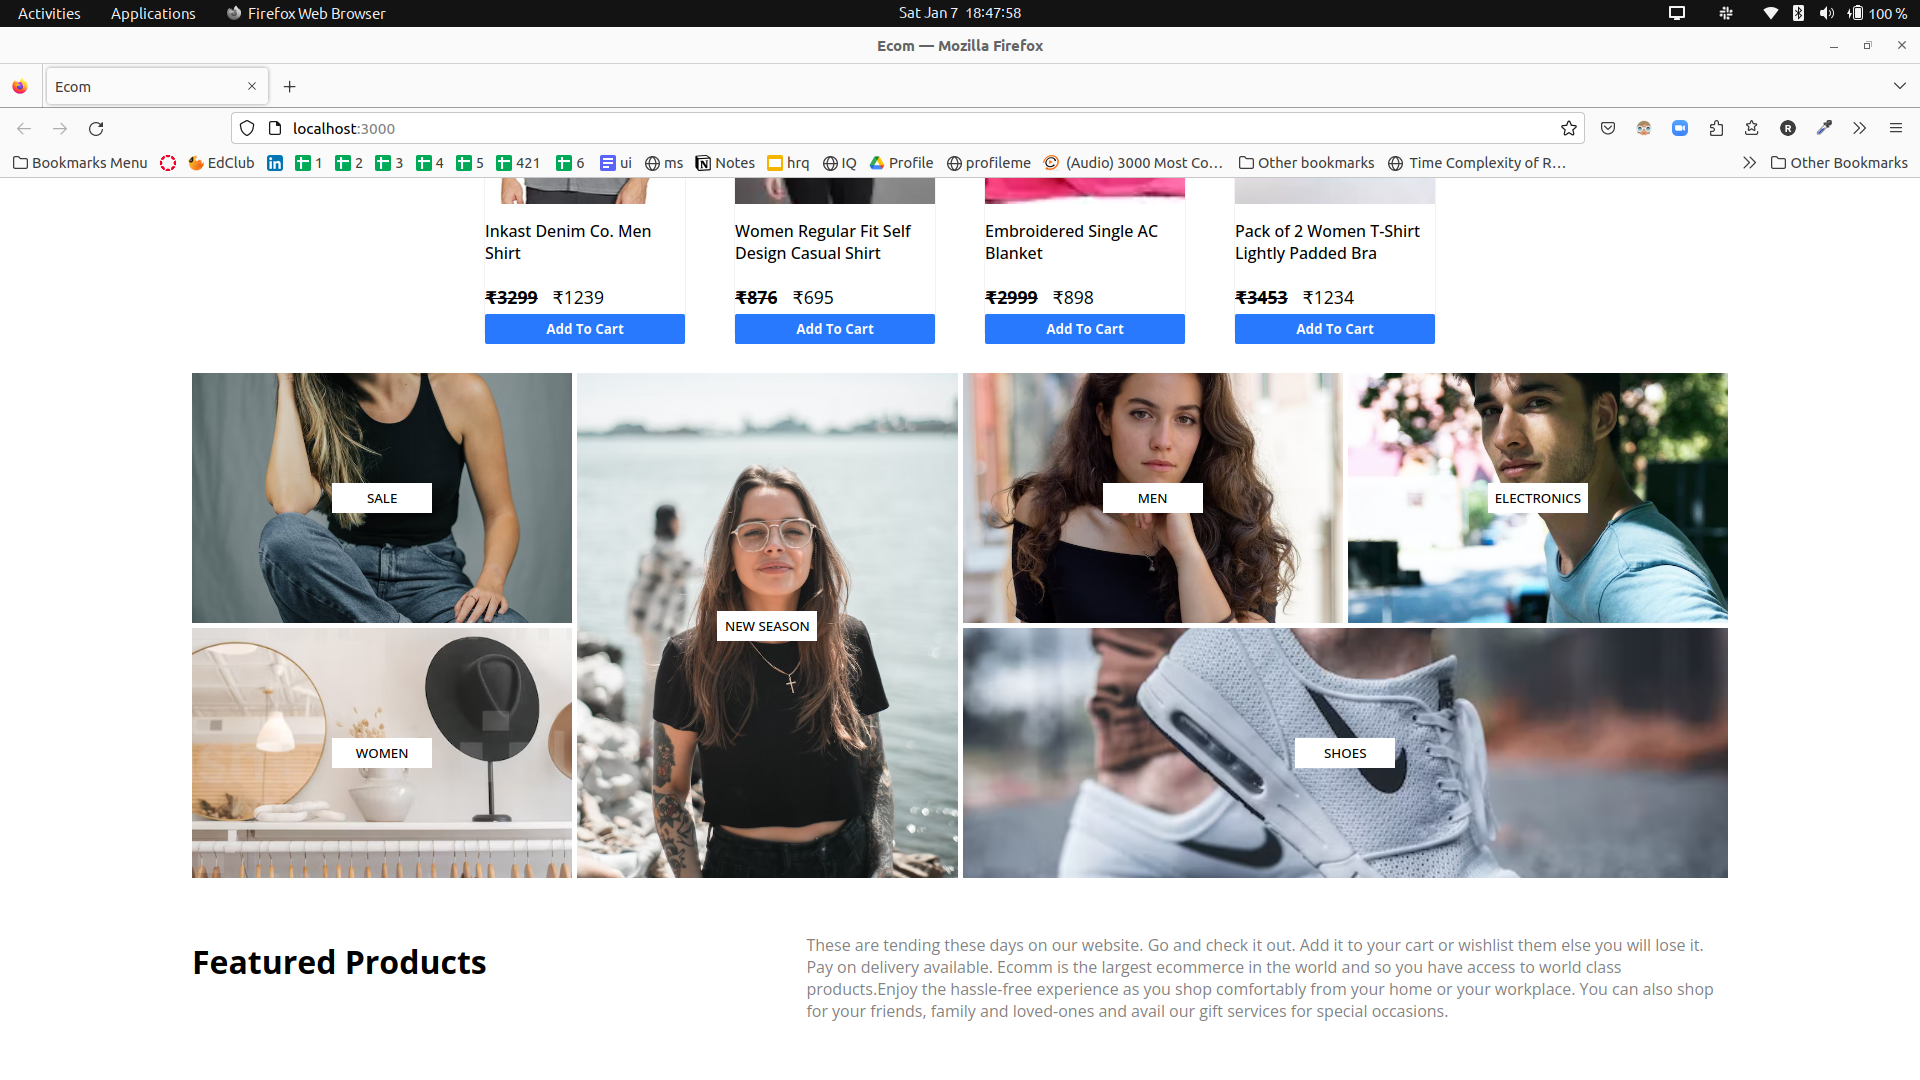 Activities Applications Firefox Web Browser Sat Jan 7 18:47:58 100 %
Ecom — Mozilla Firefox
Ecom
localhost:3000
Bookmarks Menu EdClub 1 2 3 4 5 421 6 ui ms Notes hrq IQ Profile profileme (Audio) 3000 Most Co… Other bookmarks Time Complexity of R… Other Bookmarks
Inkast Denim Co. Men
Shirt
₹3299 ₹1239
Add To Cart
Women Regular Fit Self
Design Casual Shirt
₹876 ₹695
Add To Cart
Embroidered Single AC
Blanket
₹2999 ₹898
Add To Cart
Pack of 2 Women T-Shirt
Lightly Padded Bra
₹3453 ₹1234
Add To Cart
SALE
NEW SEASON
MEN
ELECTRONICS
WOMEN
SHOES
Featured Products
These are tending these days on our website. Go and check it out. Add it to your cart or wishlist them else you will lose it.
Pay on delivery available. Ecomm is the largest ecommerce in the world and so you have access to world class
products.Enjoy the hassle-free experience as you shop comfortably from your home or your workplace. You can also shop
for your friends, family and loved-ones and avail our gift services for special occasions.